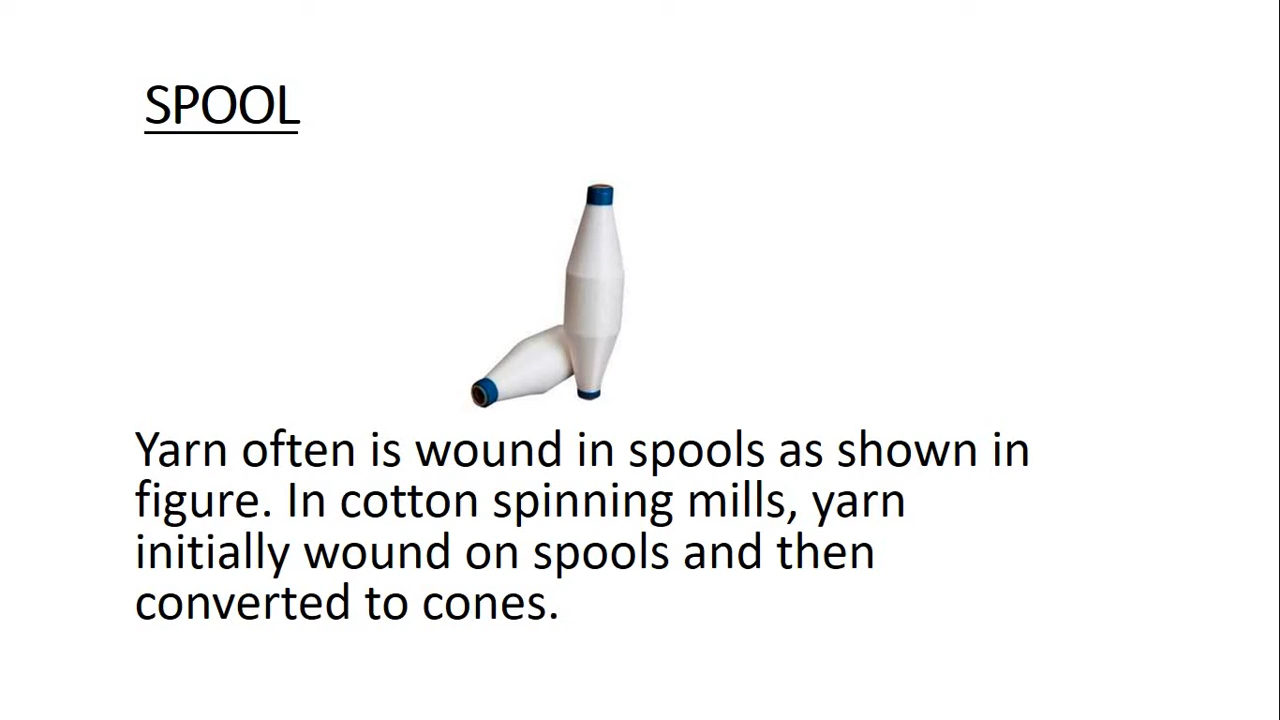 SPOOL
Yarn often is wound in spools as shown in
figure. In cotton spinning mills, yarn
initially wound on spools and then
converted to cones.